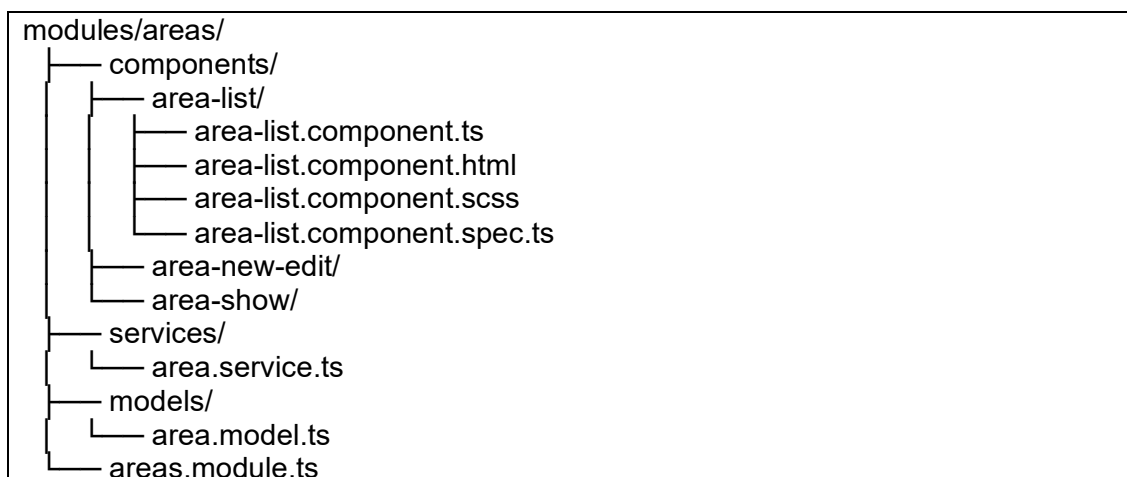 modules/areas/
├── components/
│   ├── area-list/
│   │   ├── area-list.component.ts
│   │   ├── area-list.component.html
│   │   ├── area-list.component.scss
│   │   └── area-list.component.spec.ts
│   ├── area-new-edit/
│   └── area-show/
├── services/
│   └── area.service.ts
├── models/
│   └── area.model.ts
└── areas.module.ts